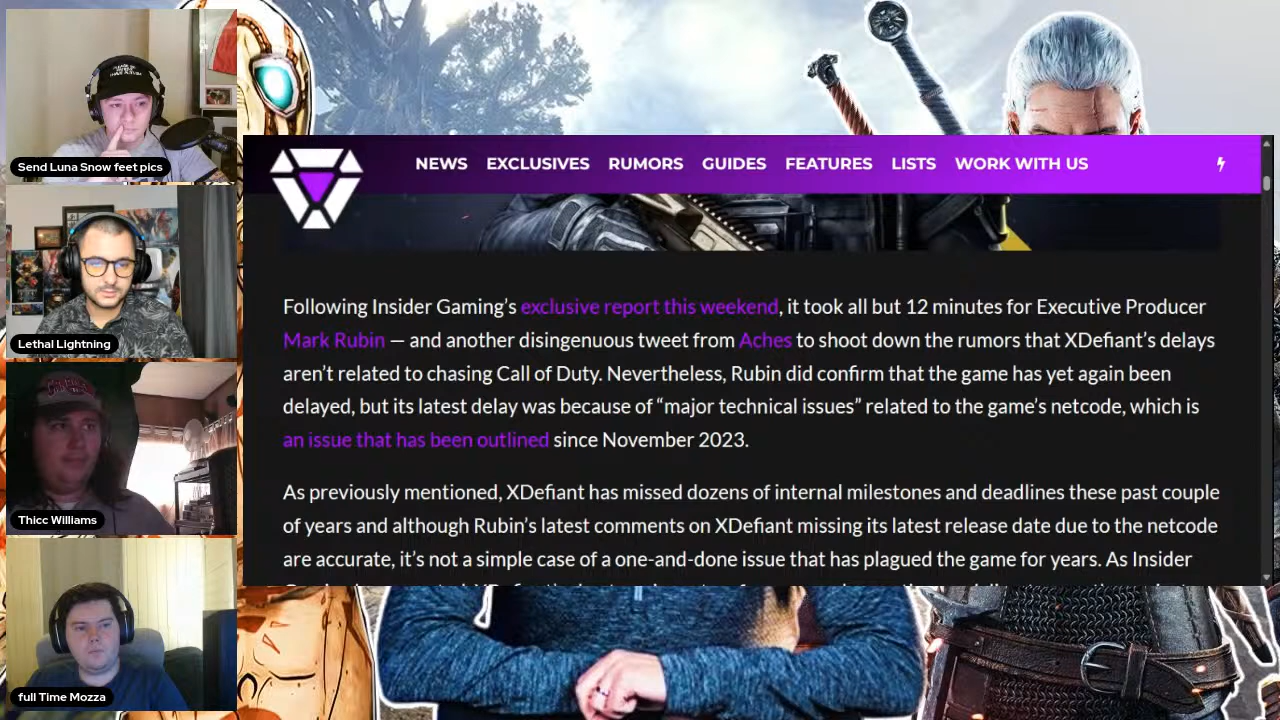 Send Luna Snow feet pics
Lethal Lightning
Thicc Williams
full Time Mozza
NEWS EXCLUSIVES RUMORS GUIDES FEATURES LISTS WORK WITH US
Following Insider Gaming’s exclusive report this weekend, it took all but 12 minutes for Executive Producer
Mark Rubin — and another disingenuous tweet from Aches to shoot down the rumors that XDefiant’s delays
aren’t related to chasing Call of Duty. Nevertheless, Rubin did confirm that the game has yet again been
delayed, but its latest delay was because of “major technical issues” related to the game’s netcode, which is
an issue that has been outlined since November 2023.
As previously mentioned, XDefiant has missed dozens of internal milestones and deadlines these past couple
of years and although Rubin’s latest comments on XDefiant missing its latest release date due to the netcode
are accurate, it’s not a simple case of a one-and-done issue that has plagued the game for years. As Insider